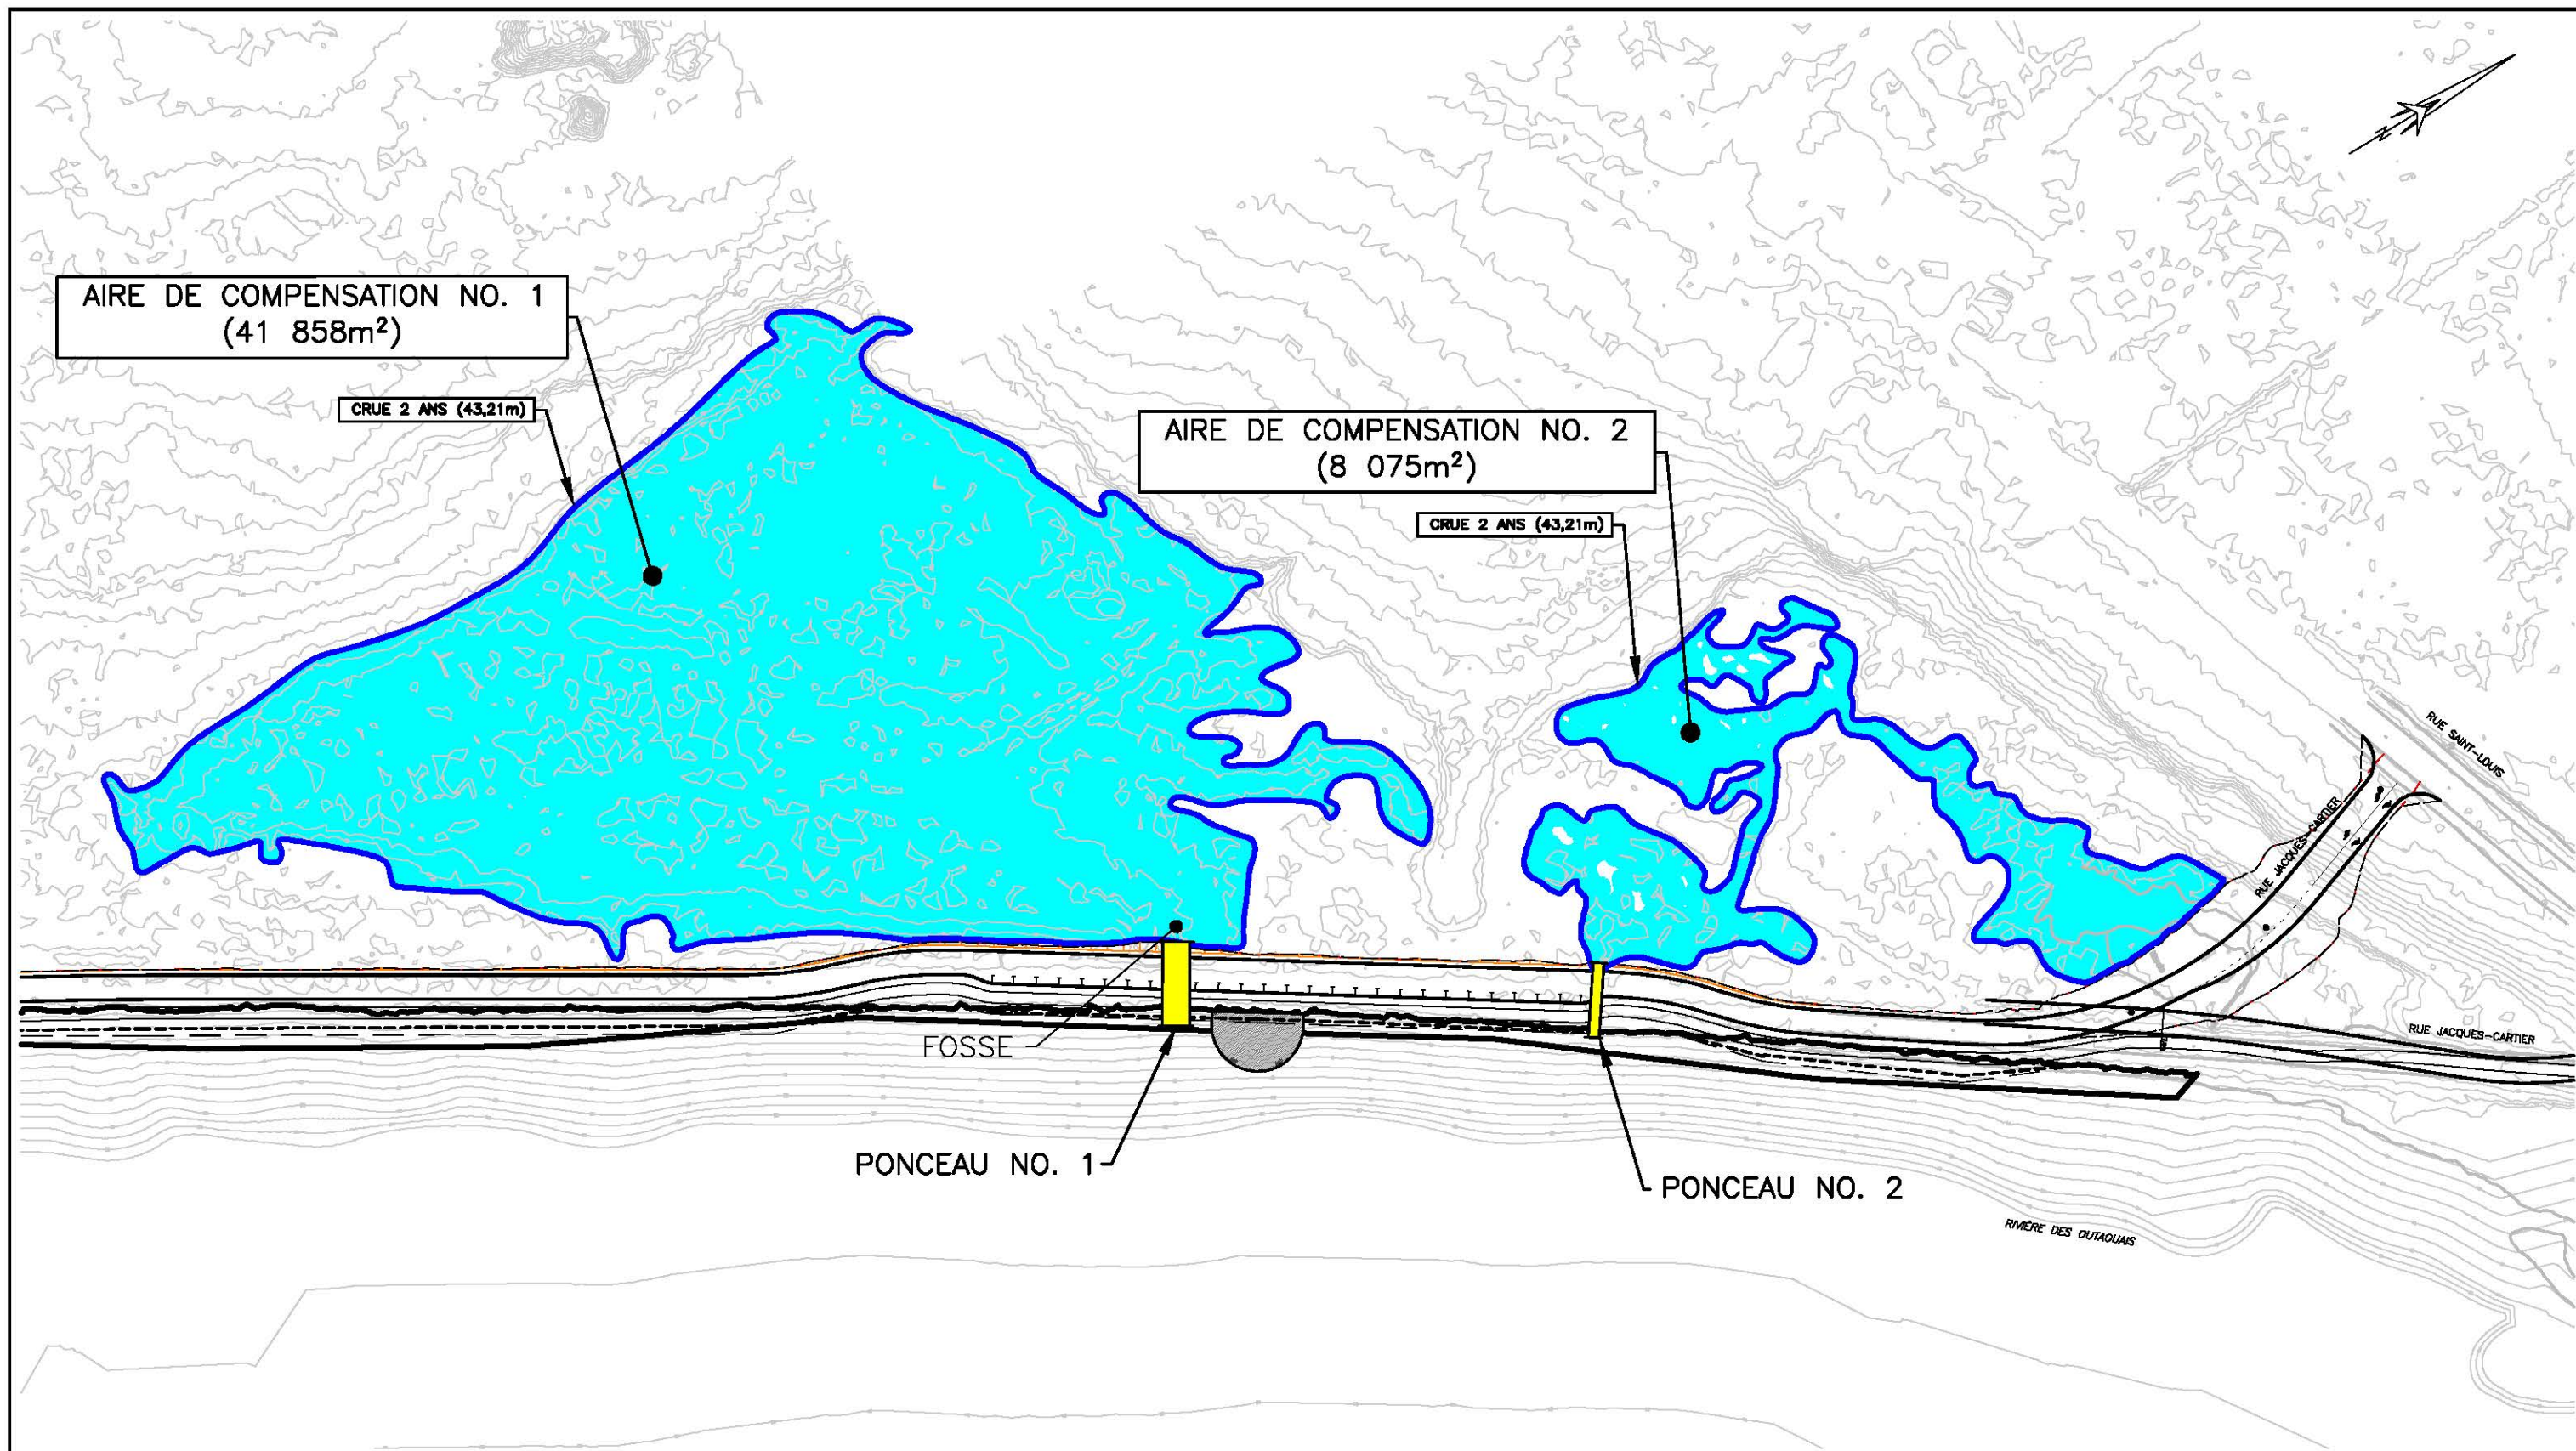 AIRE DE COMPENSATION NO. 1
(41 858m²)
CRUE 2 ANS (43,21m)
AIRE DE COMPENSATION NO. 2
(8 075m²)
CRUE 2 ANS (43,21m)
RUE SAINT-LOUIS
RUE JACQUES-CARTIER
RUE JACQUES-CARTIER
FOSSE
PONCEAU NO. 1
PONCEAU NO. 2
RIVIÈRE DES OUTAOUAIS